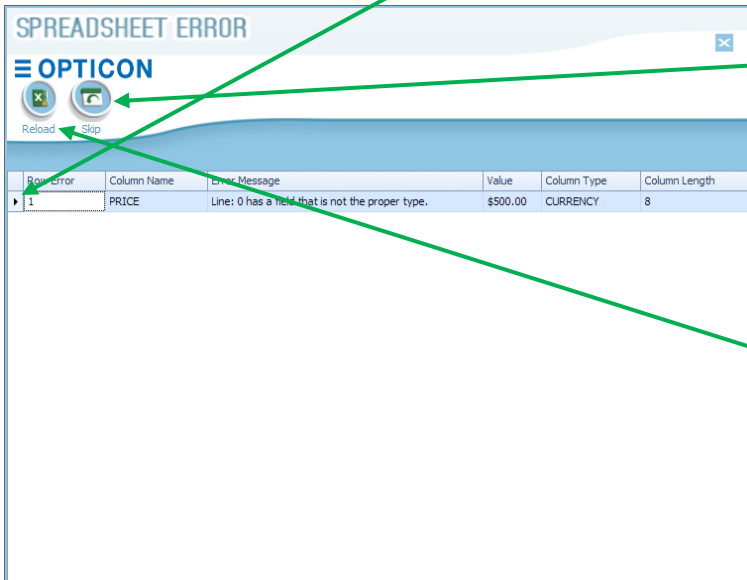 SPREADSHEET ERROR
OPTICON
Reload Skip
Row Error Column Name Error Message Value Column Type Column Length
1 PRICE Line: 0 has a field that is not the proper type. $500.00 CURRENCY 8